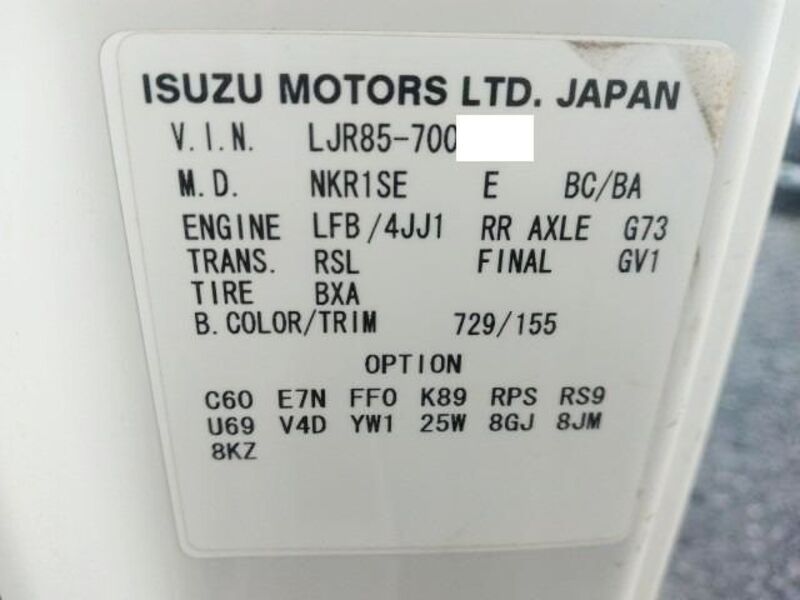 ISUZU MOTORS LTD. JAPAN
V.I.N. LJR85-700
M.D. NKR1SE E BC/BA
ENGINE LFB/4JJ1 RR AXLE G73
TRANS. RSL FINAL GV1
TIRE BXA
B.COLOR/TRIM 729/155
OPTION
C60 E7N FF0 K89 RPS RS9
U69 V4D YW1 25W 8GJ 8JM
8KZ